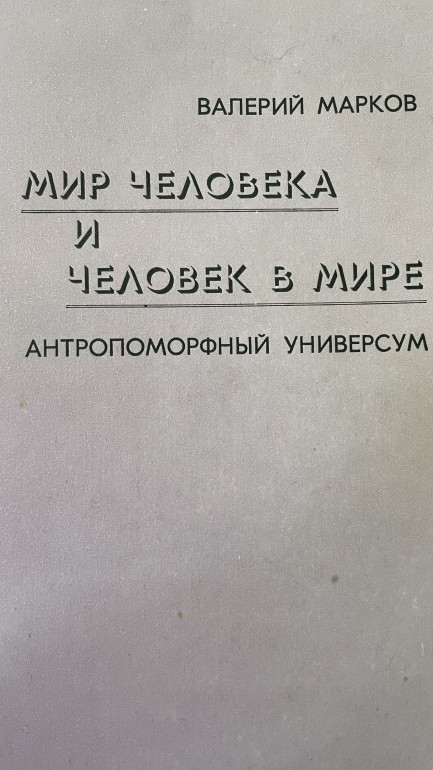 ВАЛЕРИЙ МАРКОВ
МИР ЧЕЛОВЕКА
И
ЧЕЛОВЕК В МИРЕ
АНТРОПОМОРФНЫЙ УНИВЕРСУМ